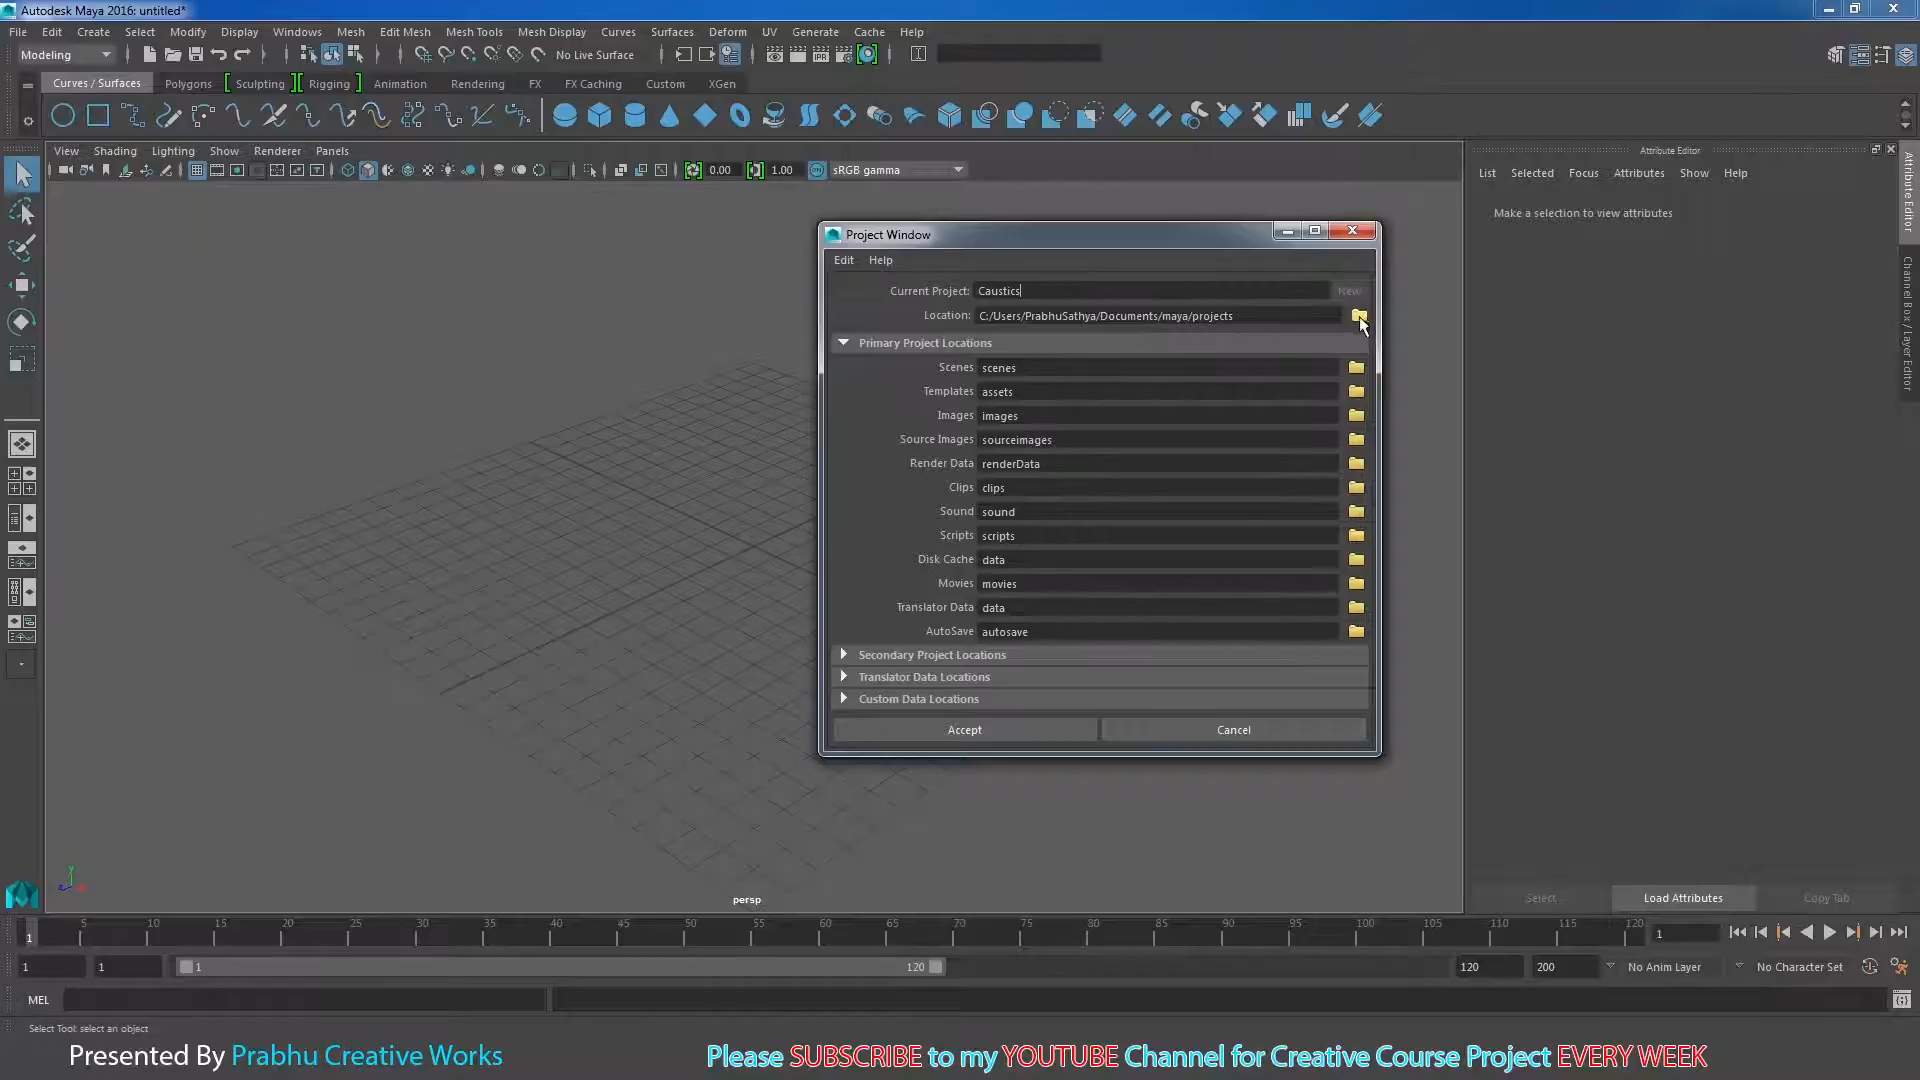 Autodesk Maya 2016: untitled*
File Edit Create Select Modify Display Windows Mesh Edit Mesh Mesh Tools Mesh Display Curves Surfaces Deform UV Generate Cache Help
Modeling No Live Surface
Curves / Surfaces Polygons Sculpting Rigging Animation Rendering FX FX Caching Custom XGen
View Shading Lighting Show Renderer Panels
0.00 1.00 sRGB gamma
Attribute Editor
List Selected Focus Attributes Show Help
Make a selection to view attributes
Attribute Editor
Channel Box / Layer Editor
Project Window
Edit Help
Current Project: Caustics New
Location: C:/Users/PrabhuSathya/Documents/maya/projects
Primary Project Locations
Scenes scenes
Templates assets
Images images
Source Images sourceimages
Render Data renderData
Clips clips
Sound sound
Scripts scripts
Disk Cache data
Movies movies
Translator Data data
AutoSave autosave
Secondary Project Locations
Translator Data Locations
Custom Data Locations
Accept Cancel
persp
Select Load Attributes Copy Tab
1 5 10 15 20 25 30 35 40 45 50 55 60 65 70 75 80 85 90 95 100 105 110 115 120 1
1 1 1 120 120 200 No Anim Layer No Character Set
MEL
Select Tool: select an object
Presented By Prabhu Creative Works Please SUBSCRIBE to my YOUTUBE Channel for Creative Course Project EVERY WEEK